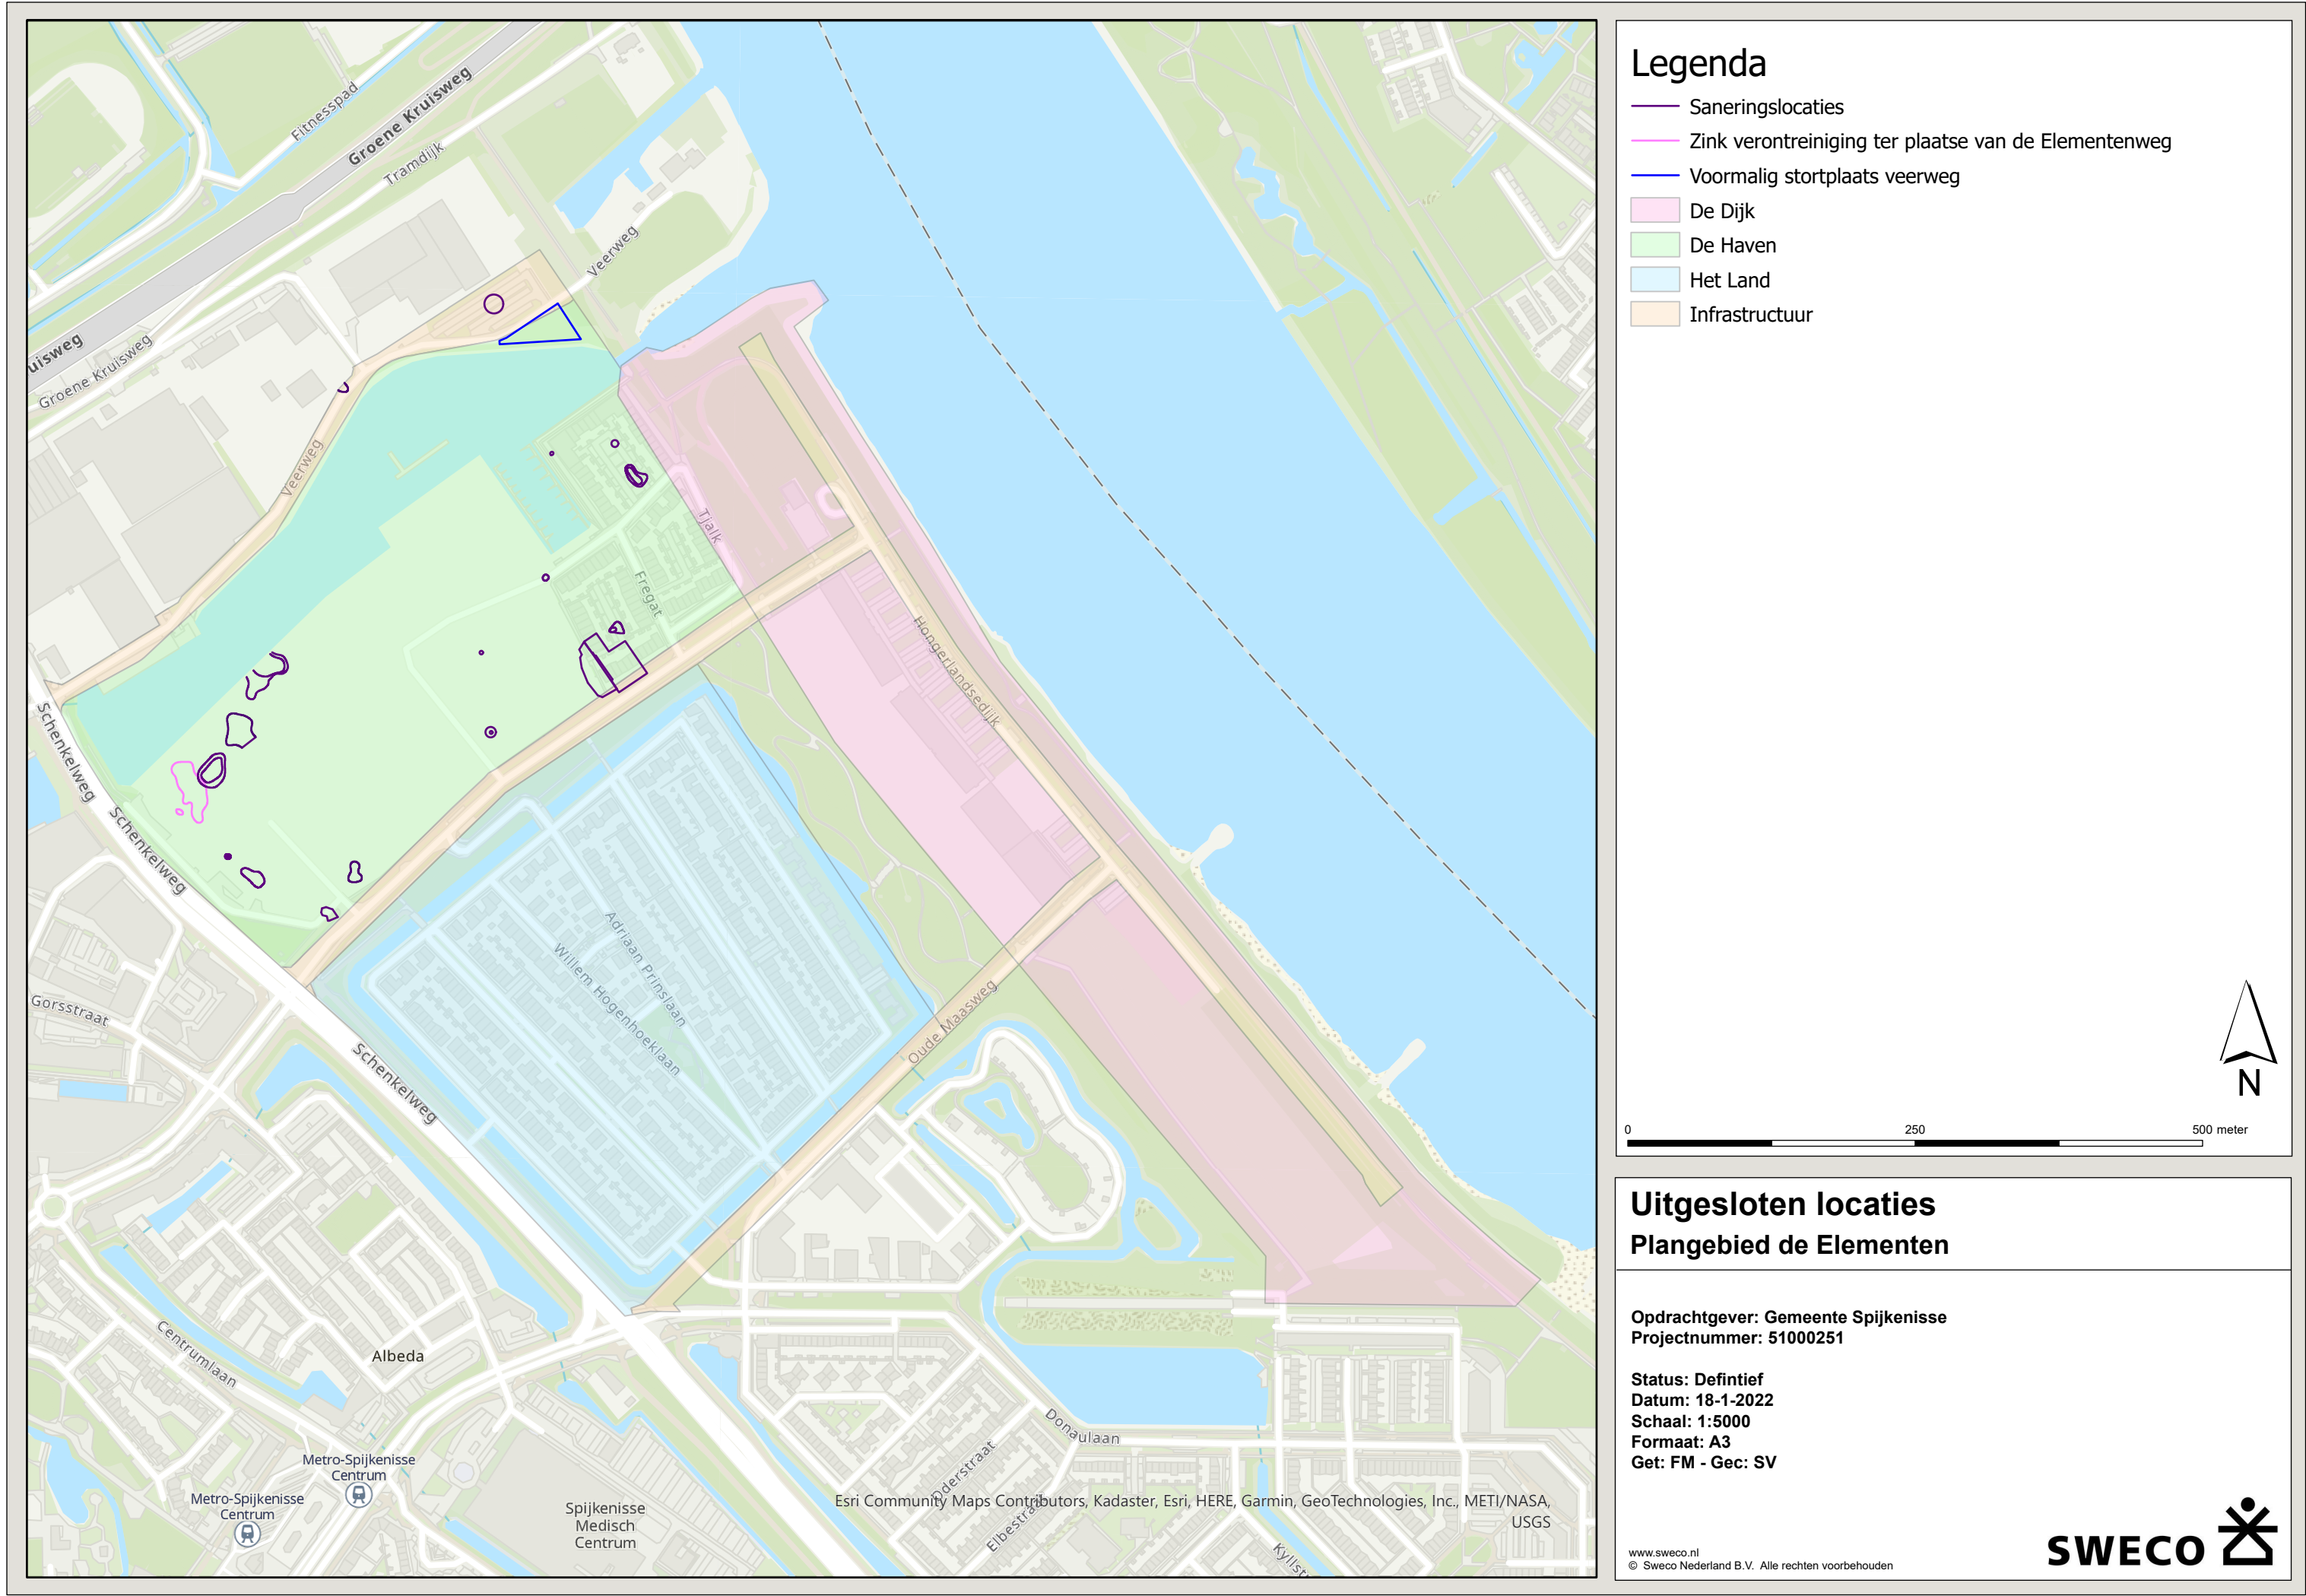 Fitnesspad
Groene Kruisweg
Tramdijk
Veerweg
uisweg
Groene Kruisweg
Veerweg
Tjalk
Fregat
Hongerlandsedijk
Schenkelweg
Schenkelweg
Adriaan Prinslaan
Willem Hogenhoeklaan
Gorsstraat
Oude Maasweg
Schenkelweg
Centrumlaan
Albeda
Donaulaan
Metro-Spijkenisse
Centrum
Metro-Spijkenisse
Centrum
Spijkenisse
Medisch
Centrum
Oderstraat
Elbestraat
Esri Community Maps Contributors, Kadaster, Esri, HERE, Garmin, GeoTechnologies, Inc., METI/NASA,
USGS
Legenda
Saneringslocaties
Zink verontreiniging ter plaatse van de Elementenweg
Voormalig stortplaats veerweg
De Dijk
De Haven
Het Land
Infrastructuur
N
0 250 500 meter
Uitgesloten locaties
Plangebied de Elementen
Opdrachtgever: Gemeente Spijkenisse
Projectnummer: 51000251
Status: Defintief
Datum: 18-1-2022
Schaal: 1:5000
Formaat: A3
Get: FM - Gec: SV
www.sweco.nl
© Sweco Nederland B.V. Alle rechten voorbehouden
SWECO